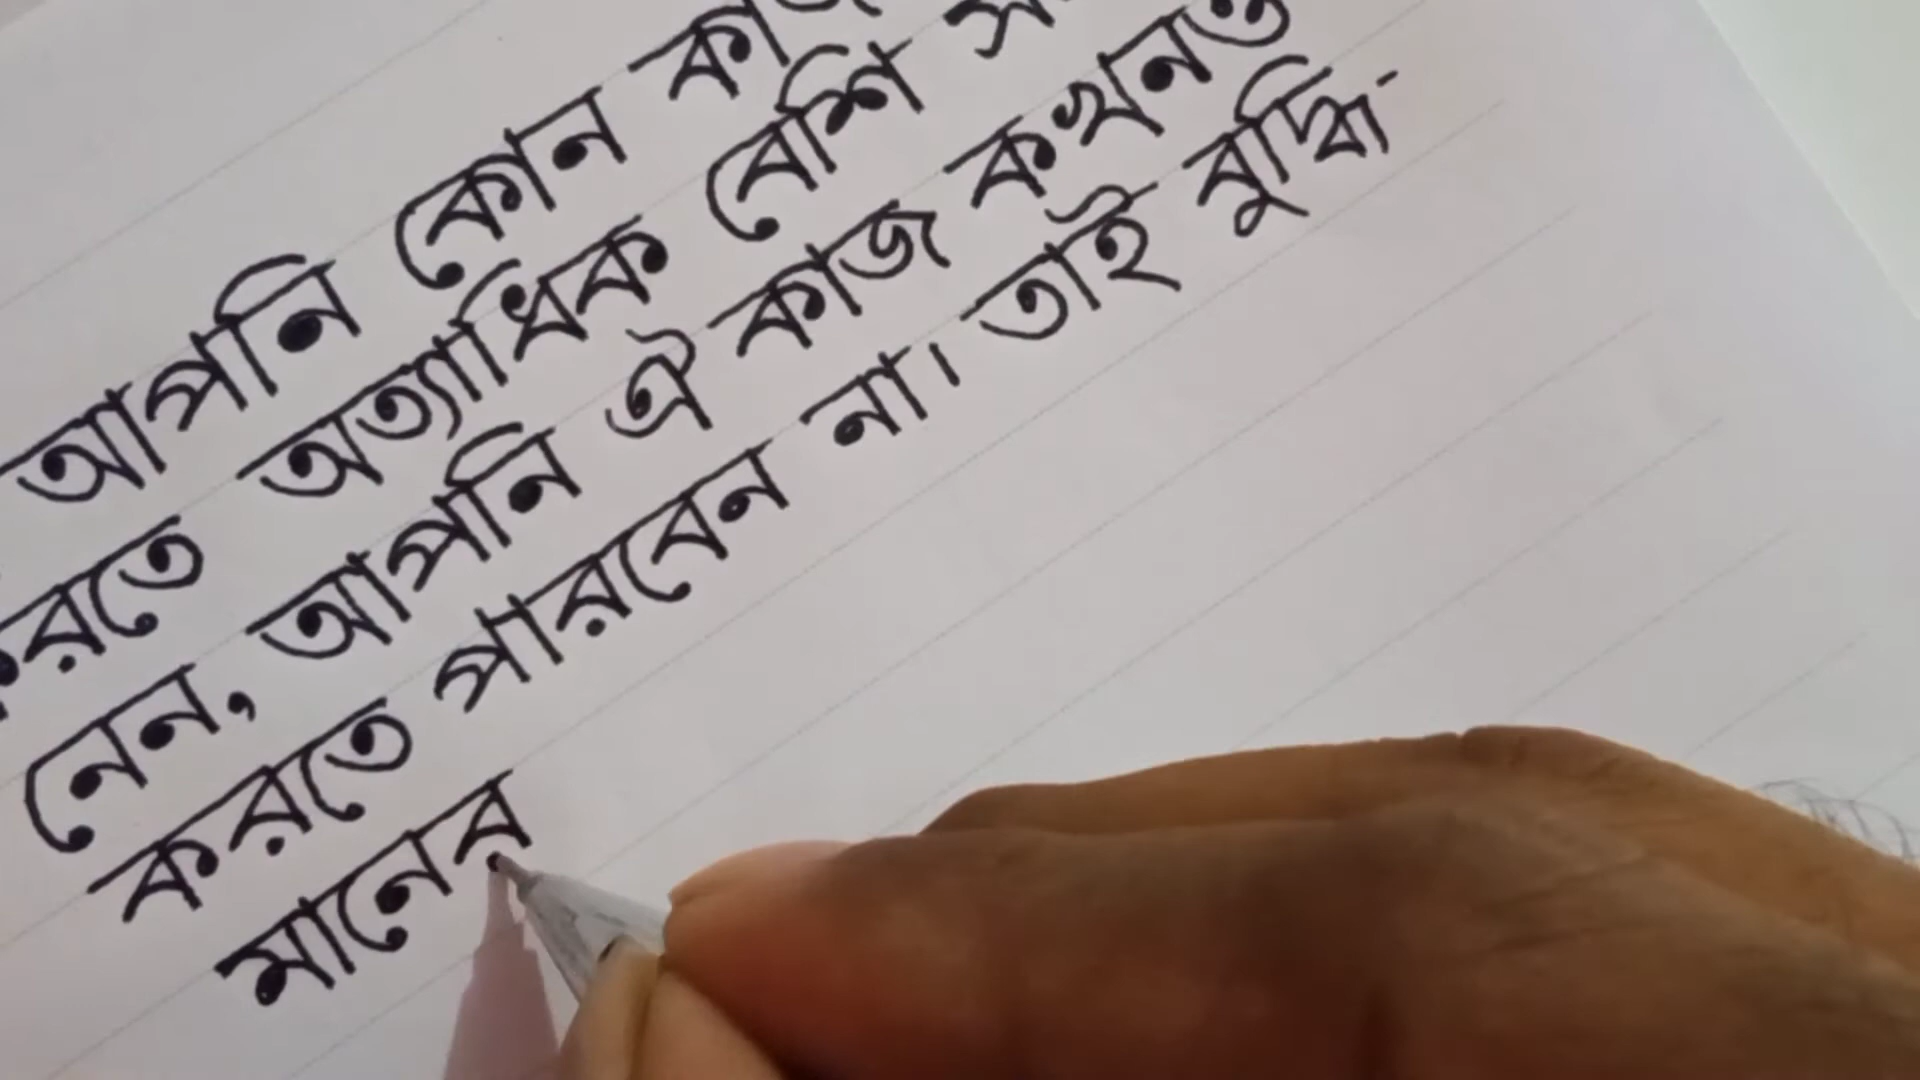 আপনি কোন কাজ
করতে অত্যাধিক বেশি
নেন, আপনি ঐ কাজ কখনও
করতে পারবেন না। তাই বুদ্ধি-
মানের